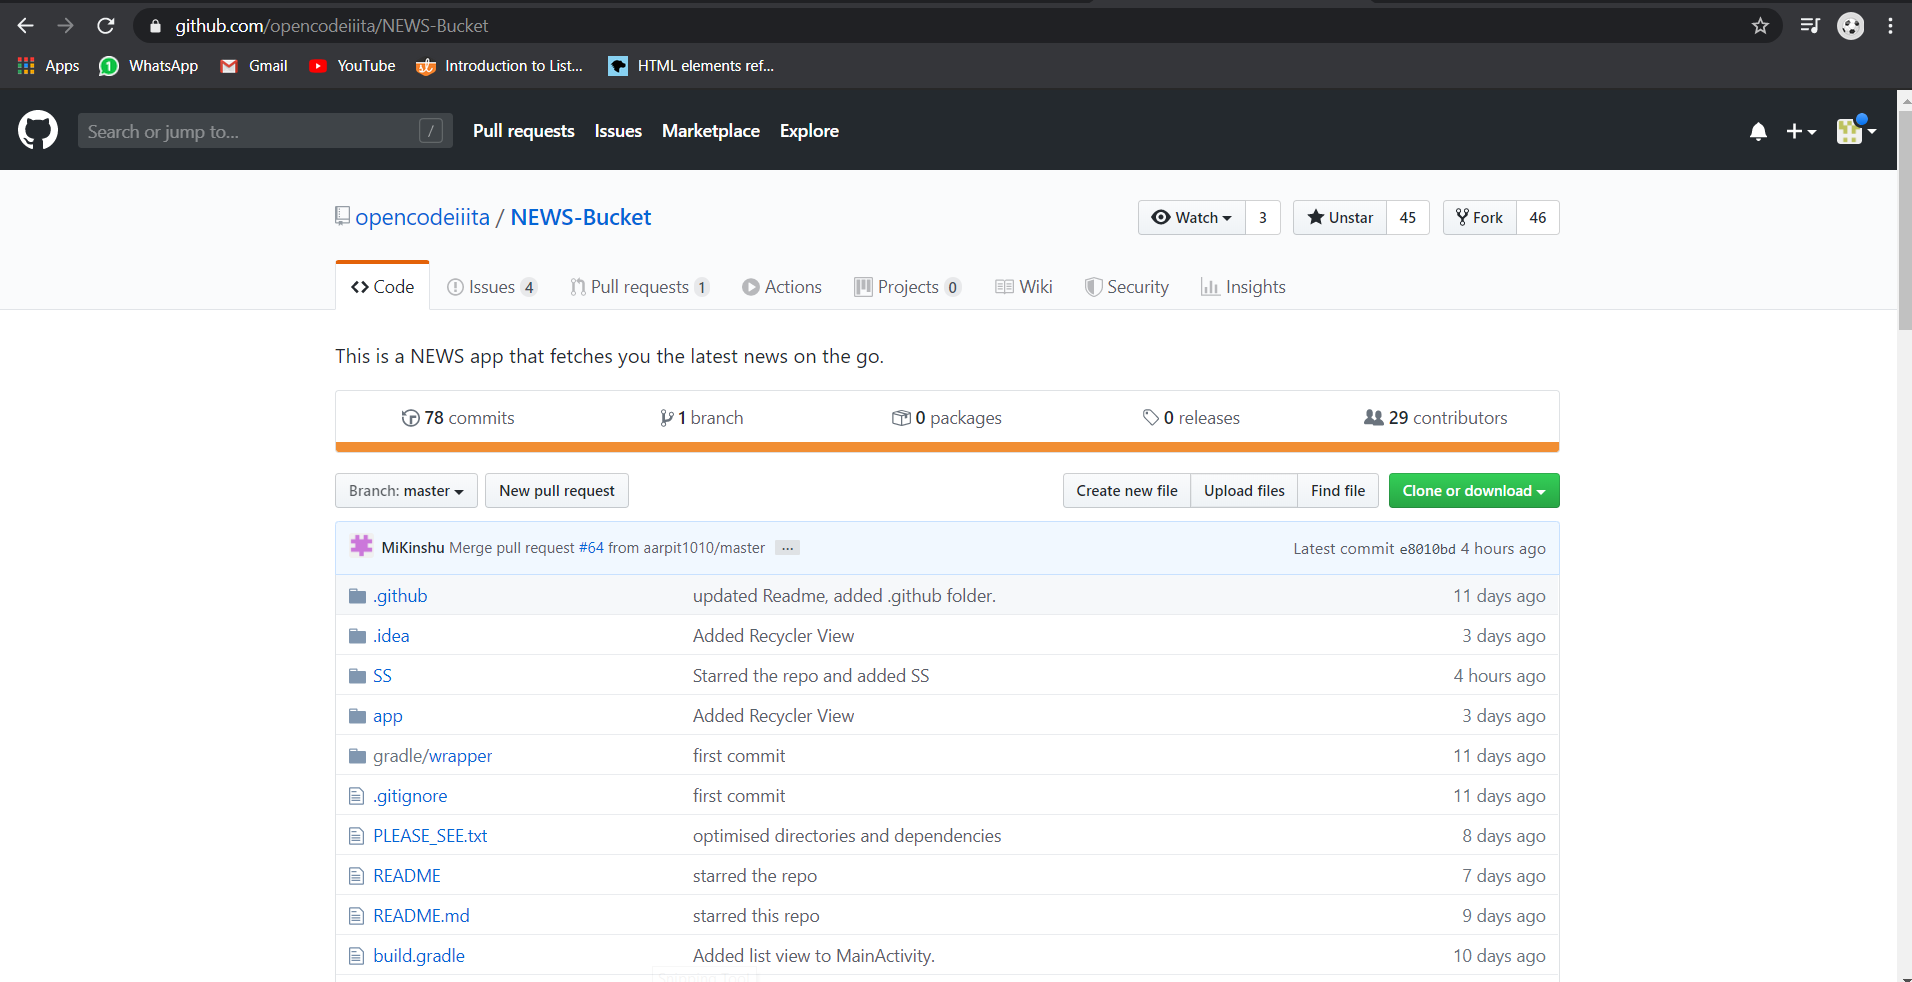 github.com/opencodeiiita/NEWS-Bucket
Apps WhatsApp Gmail YouTube Introduction to List... HTML elements ref...
Search or jump to... / Pull requests Issues Marketplace Explore
opencodeiiita / NEWS-Bucket Watch 3 Unstar 45 Fork 46
Code Issues 4 Pull requests 1 Actions Projects 0 Wiki Security Insights
This is a NEWS app that fetches you the latest news on the go.
78 commits 1 branch 0 packages 0 releases 29 contributors
Branch: master New pull request Create new file Upload files Find file Clone or download
MiKinshu Merge pull request #64 from aarpit1010/master ... Latest commit e8010bd 4 hours ago
.github updated Readme, added .github folder. 11 days ago
.idea Added Recycler View 3 days ago
SS Starred the repo and added SS 4 hours ago
app Added Recycler View 3 days ago
gradle/wrapper first commit 11 days ago
.gitignore first commit 11 days ago
PLEASE_SEE.txt optimised directories and dependencies 8 days ago
README starred the repo 7 days ago
README.md starred this repo 9 days ago
build.gradle Added list view to MainActivity. 10 days ago